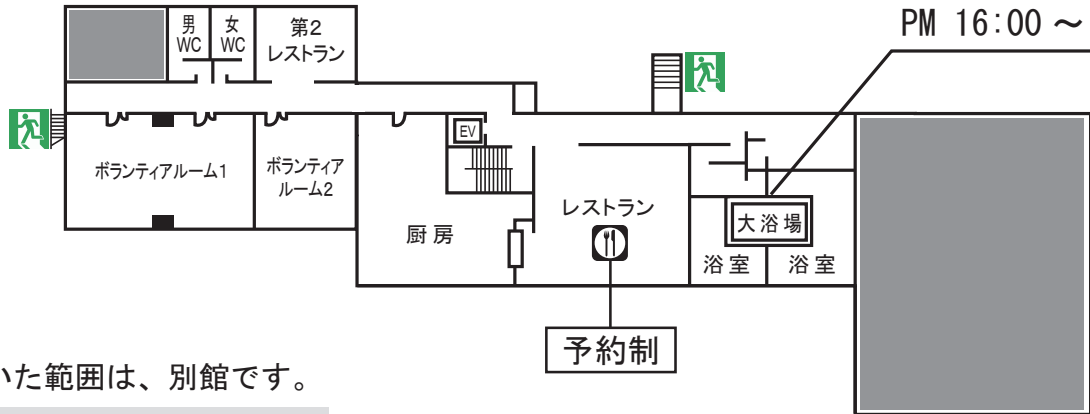 PM 16:00 ～
男
WC
女
WC
第2
レストラン
EV
ボランティアルーム1
ボランティア
ルーム2
厨房
レストラン
大浴場
浴室
浴室
予約制
いた範囲は、別館です。